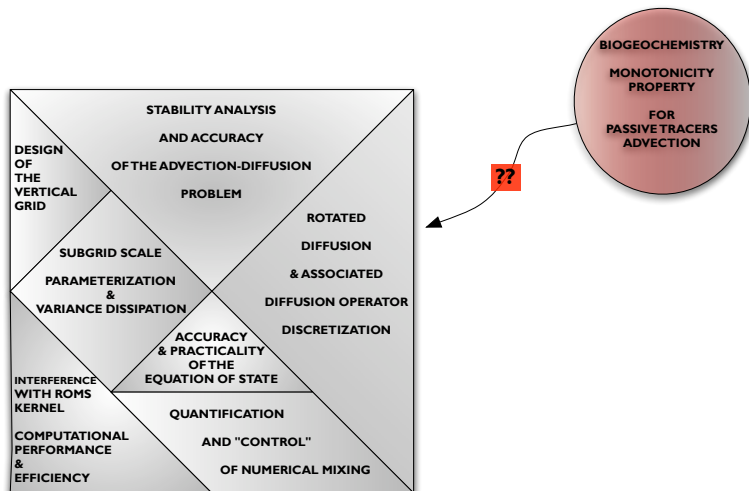 BIOGEOCHEMISTRY
MONOTONICITY
PROPERTY
FOR
PASSIVE TRACERS
ADVECTION
??
STABILITY ANALYSIS
AND ACCURACY
OF THE ADVECTION-DIFFUSION
PROBLEM
DESIGN
OF
THE
VERTICAL
GRID
ROTATED
DIFFUSION
& ASSOCIATED
DIFFUSION OPERATOR
DISCRETIZATION
SUBGRID SCALE
PARAMETERIZATION
&
VARIANCE DISSIPATION
ACCURACY
& PRACTICALITY
OF THE
EQUATION OF STATE
INTERFERENCE
WITH ROMS
KERNEL
COMPUTATIONAL
PERFORMANCE
&
EFFICIENCY
QUANTIFICATION
AND "CONTROL"
OF NUMERICAL MIXING